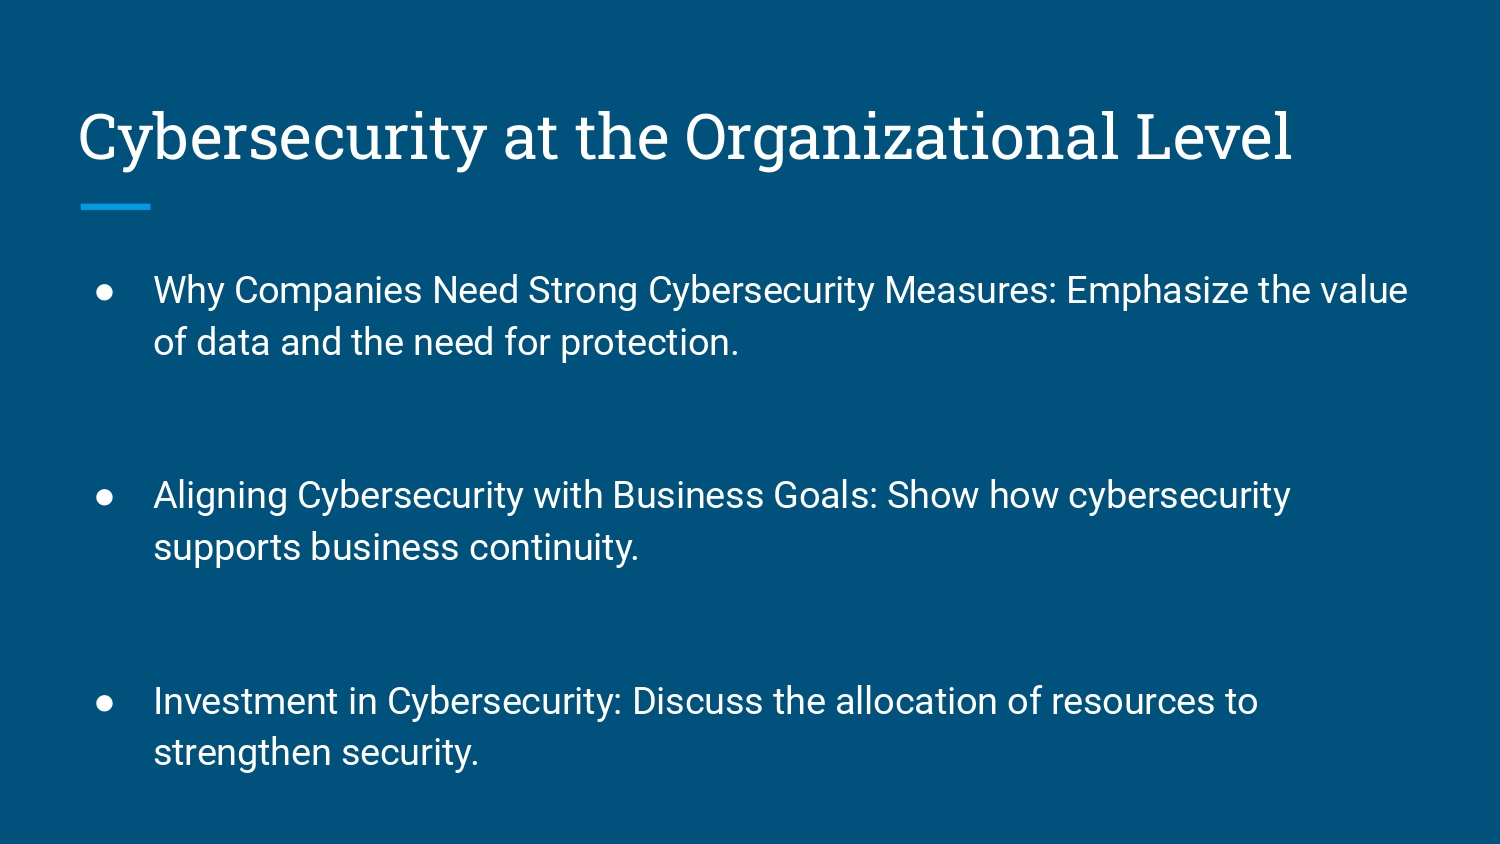 Cybersecurity at the Organizational Level
● Why Companies Need Strong Cybersecurity Measures: Emphasize the value
of data and the need for protection.
● Aligning Cybersecurity with Business Goals: Show how cybersecurity
supports business continuity.
● Investment in Cybersecurity: Discuss the allocation of resources to
strengthen security.